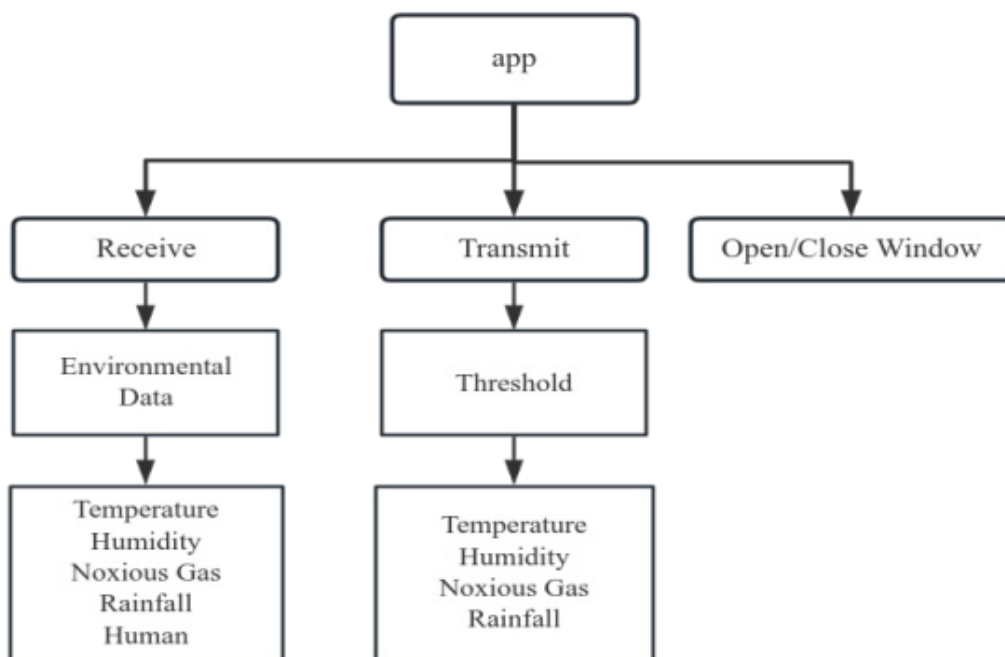 app
Receive
Transmit
Open/Close Window
Environmental
Data
Threshold
Temperature
Humidity
Noxious Gas
Rainfall
Human
Temperature
Humidity
Noxious Gas
Rainfall